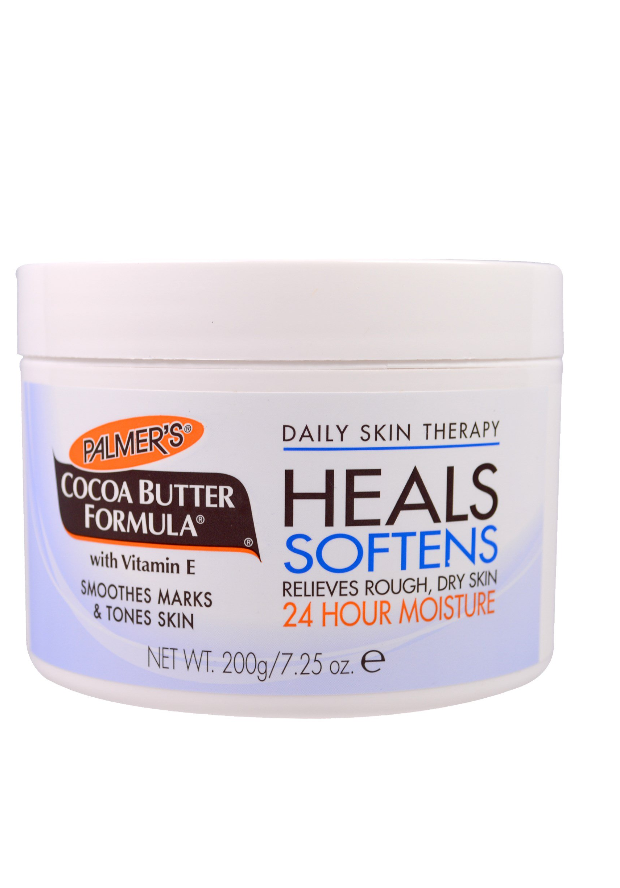 PALMER'S®
COCOA BUTTER
FORMULA®
®
with Vitamin E
SMOOTHES MARKS
& TONES SKIN
DAILY SKIN THERAPY
HEALS
SOFTENS
RELIEVES ROUGH, DRY SKIN
24 HOUR MOISTURE
NET WT. 200g/7.25 oz. ℮